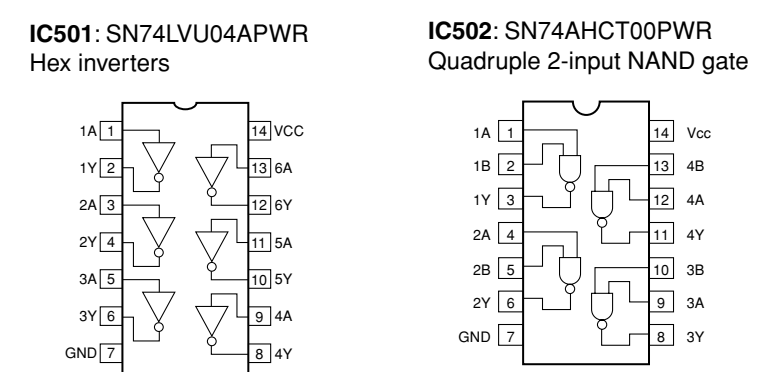 IC501: SN74LVU04APWR
Hex inverters
1A 1
1Y 2
2A 3
2Y 4
3A 5
3Y 6
GND 7
14 VCC
13 6A
12 6Y
11 5A
10 5Y
9 4A
8 4Y
IC502: SN74AHCT00PWR
Quadruple 2-input NAND gate
1A 1
1B 2
1Y 3
2A 4
2B 5
2Y 6
GND 7
14 Vcc
13 4B
12 4A
11 4Y
10 3B
9 3A
8 3Y